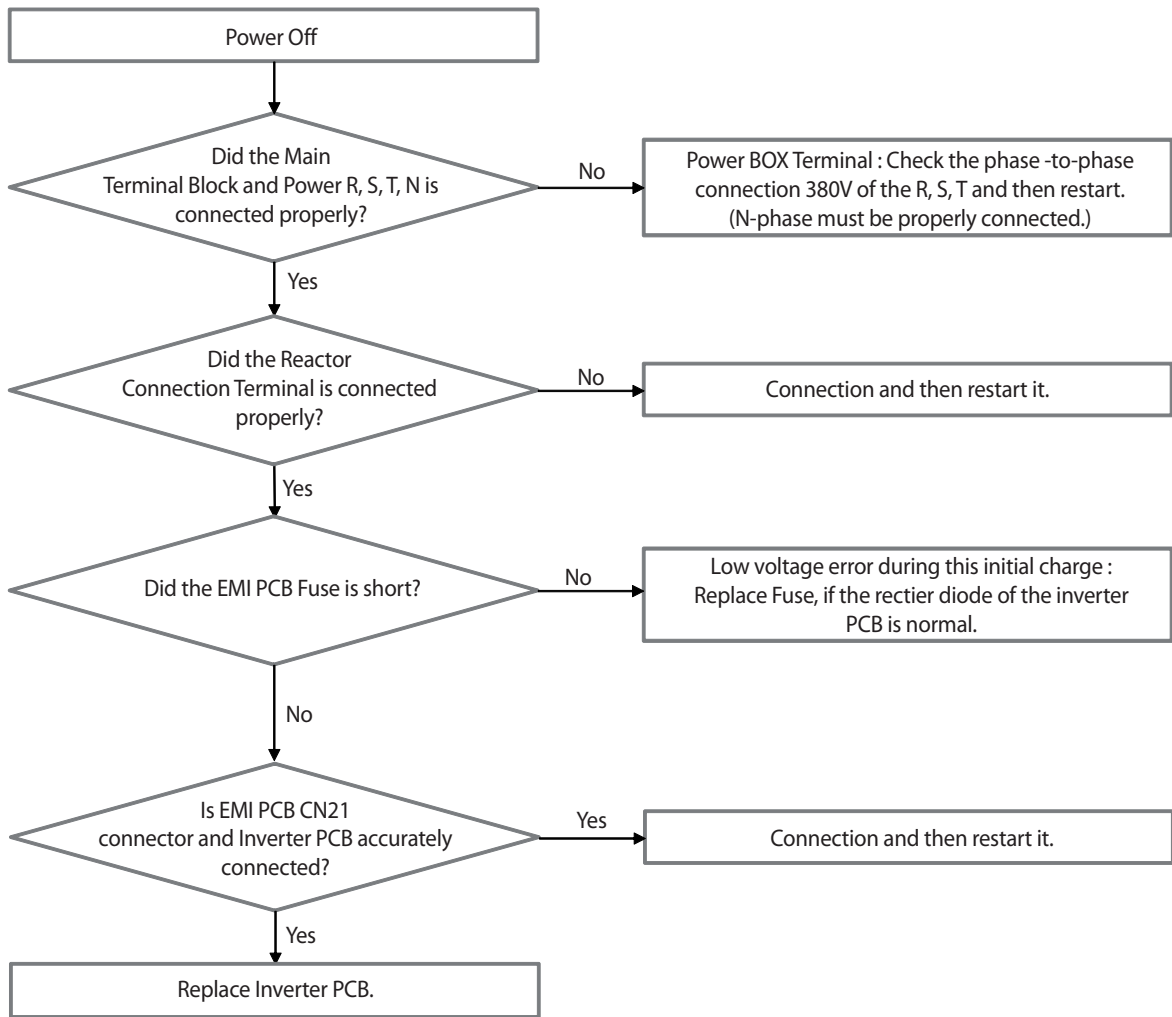 Power Off
Did the Main
Terminal Block and Power R, S, T, N is
connected properly?
No
Power BOX Terminal : Check the phase -to-phase
connection 380V of the R, S, T and then restart.
(N-phase must be properly connected.)
Yes
Did the Reactor
Connection Terminal is connected
properly?
No
Connection and then restart it.
Yes
Did the EMI PCB Fuse is short?
No
Low voltage error during this initial charge :
Replace Fuse, if the rectier diode of the inverter
PCB is normal.
No
Is EMI PCB CN21
connector and Inverter PCB accurately
connected?
Yes
Connection and then restart it.
Yes
Replace Inverter PCB.